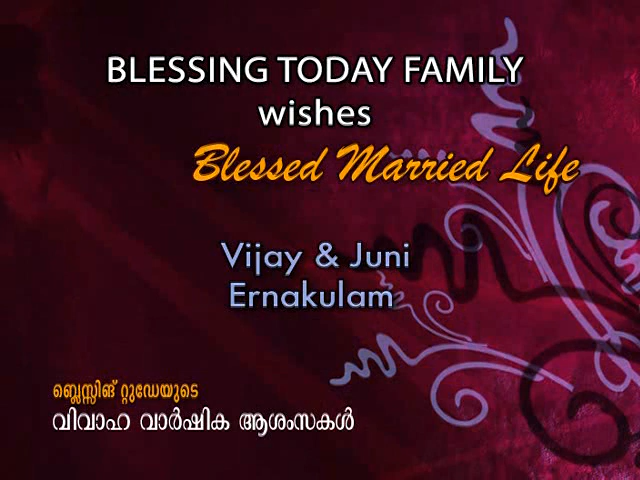 BLESSING TODAY FAMILY
wishes
Blessed Married Life
Vijay & Juni
Ernakulam
ബ്ലെസ്സിങ് റ്റുഡേയുടെ
വിവാഹ വാർഷിക ആശംസകൾ